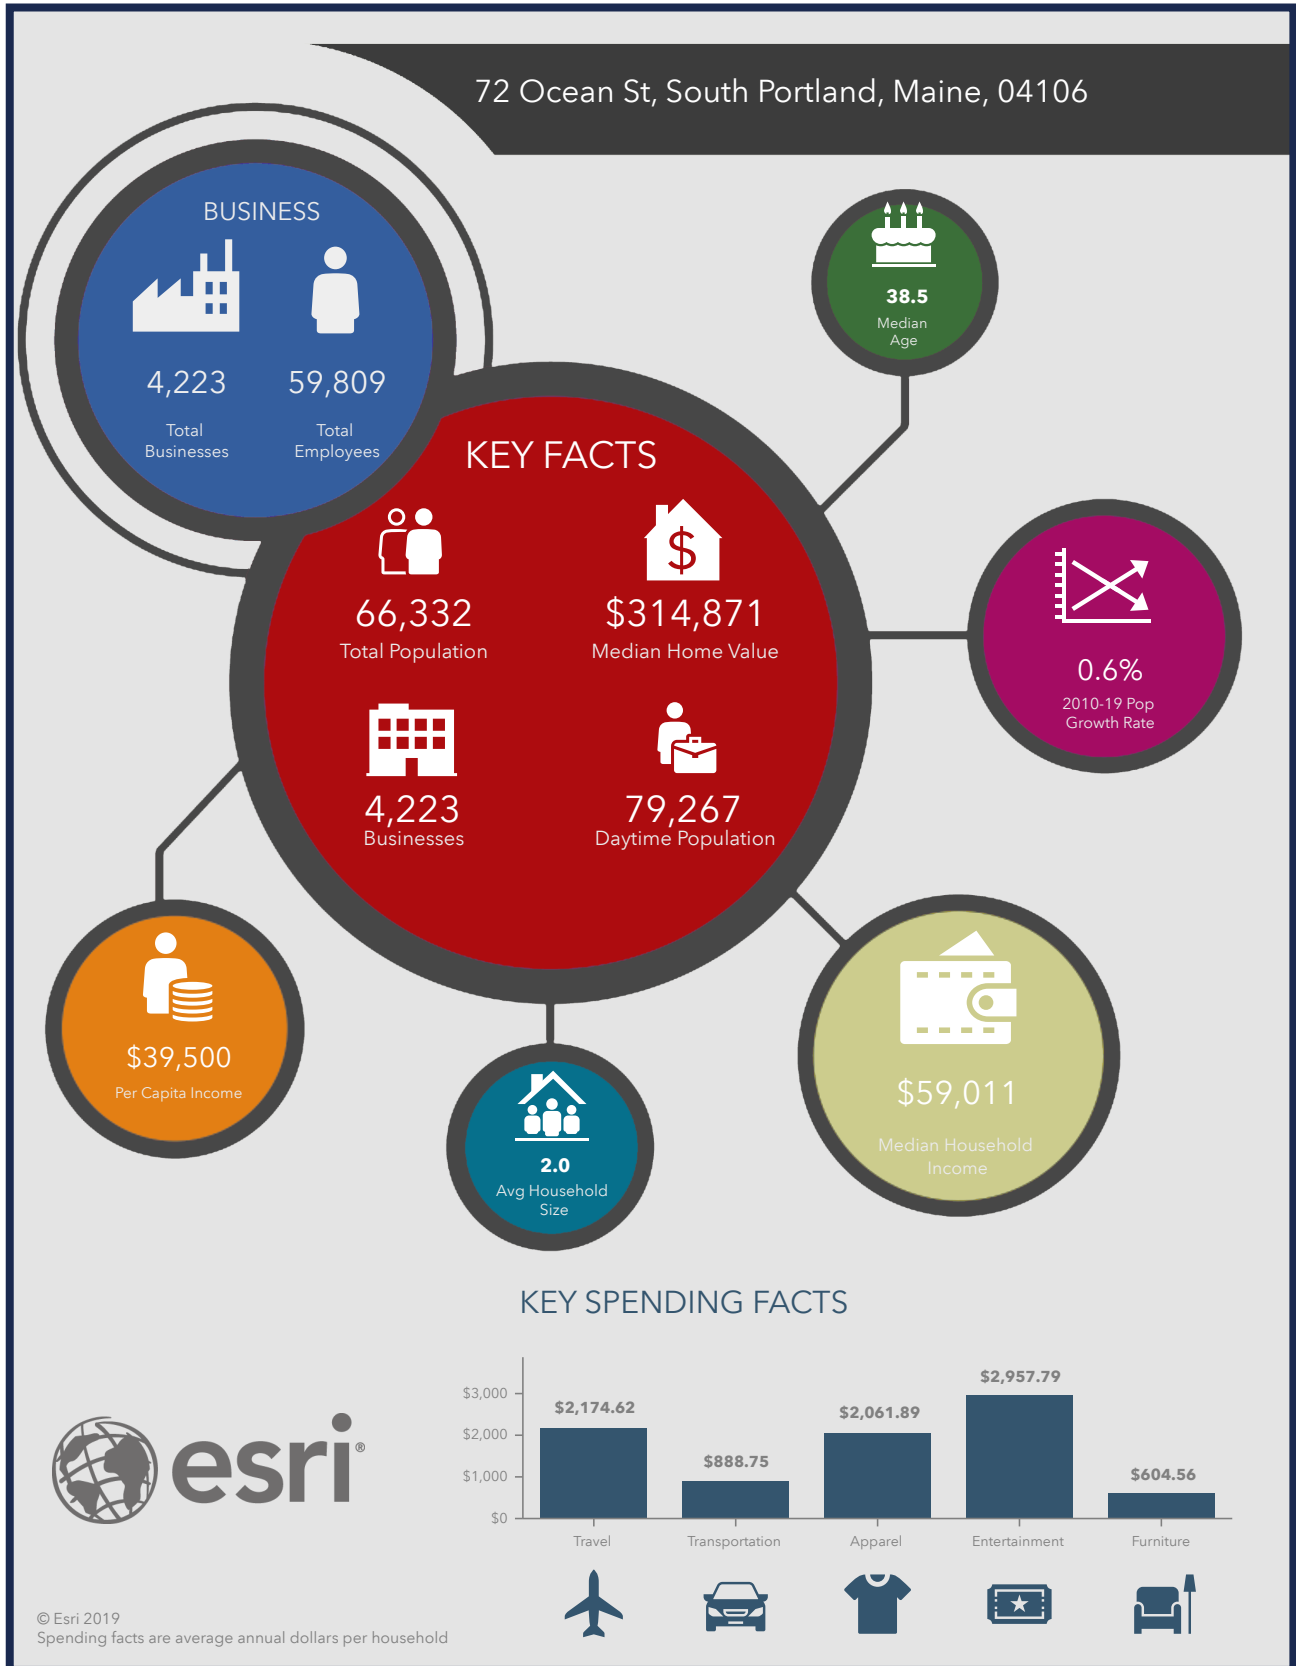 72 Ocean St, South Portland, Maine, 04106
BUSINESS
4,223
Total
Businesses
59,809
Total
Employees
38.5
Median
Age
KEY FACTS
$
66,332
Total Population
$314,871
Median Home Value
4,223
Businesses
79,267
Daytime Population
0.6%
2010-19 Pop
Growth Rate
$39,500
Per Capita Income
2.0
Avg Household
Size
$59,011
Median Household
Income
KEY SPENDING FACTS
$3,000
$2,000
$1,000
$0
$2,174.62
$888.75
$2,061.89
$2,957.79
$604.56
Travel
Transportation
Apparel
Entertainment
Furniture
esri®
© Esri 2019
Spending facts are average annual dollars per household